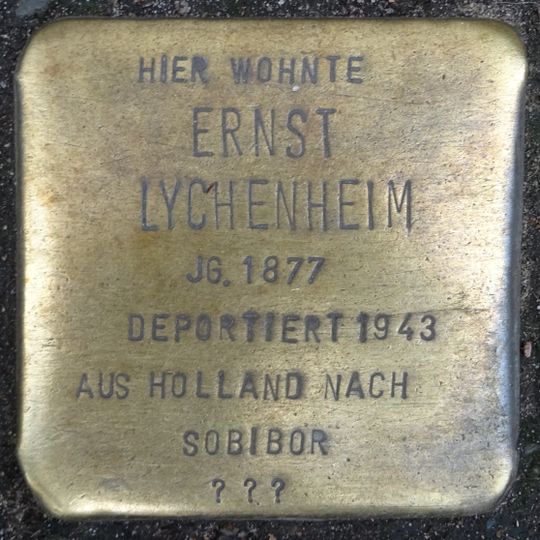 HIER WOHNTE
ERNST
LYCHENHEIM
JG. 1877
DEPORTIERT 1943
AUS HOLLAND NACH
SOBIBOR
? ? ?